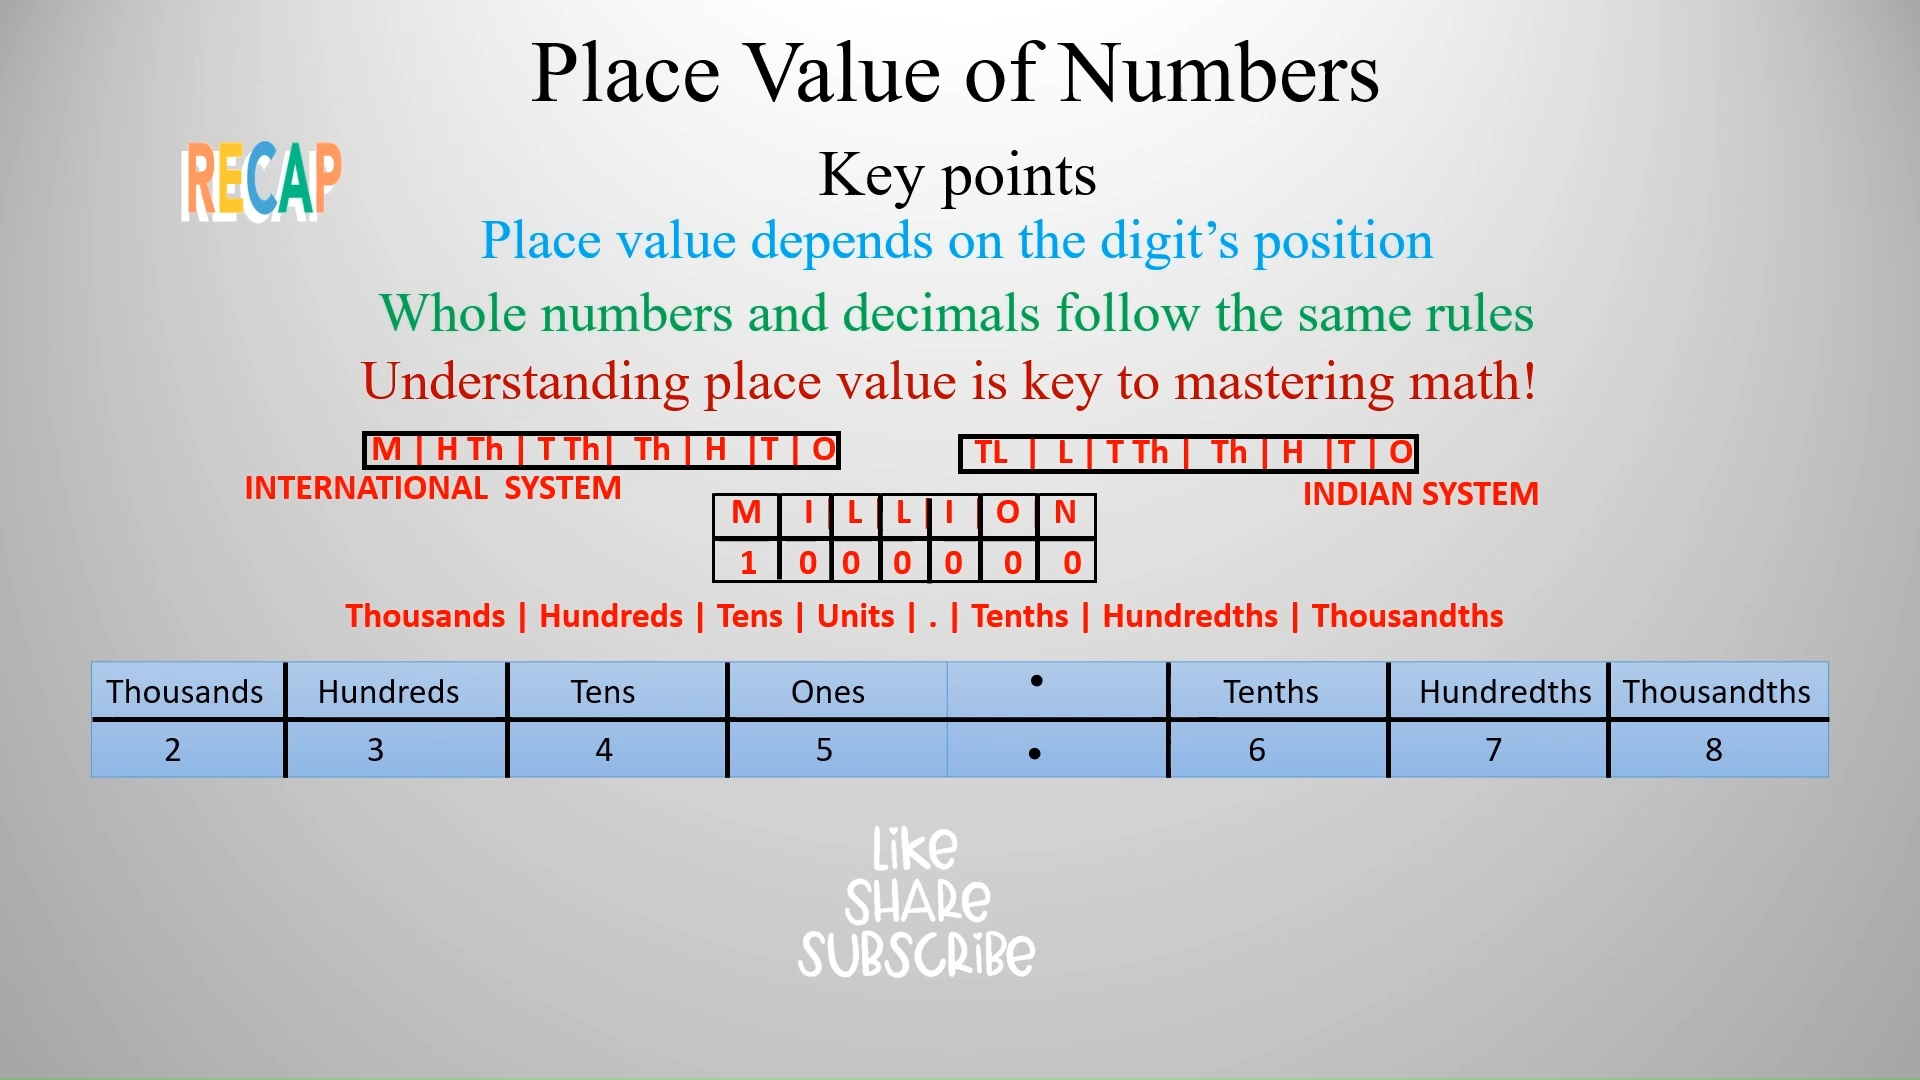 Place Value of Numbers
RECAP
Key points
Place value depends on the digit’s position
Whole numbers and decimals follow the same rules
Understanding place value is key to mastering math!
M | H Th | T Th | Th | H | T | O
TL | L | T Th | Th | H | T | O
INTERNATIONAL SYSTEM
INDIAN SYSTEM
M I L L I O N
1 0 0 0 0 0 0
Thousands | Hundreds | Tens | Units | . | Tenths | Hundredths | Thousandths
Thousands Hundreds Tens Ones • Tenths Hundredths Thousandths
2 3 4 5 • 6 7 8
Like
SHARe
SUBSCRiBe